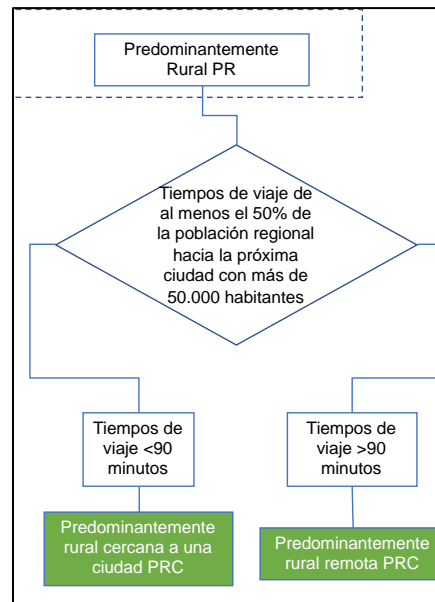 Predominantemente
Rural PR
Tiempos de viaje de
al menos el 50% de
la población regional
hacia la próxima
ciudad con más de
50.000 habitantes
Tiempos de
viaje <90
minutos
Tiempos de
viaje >90
minutos
Predominantemente
rural cercana a una
ciudad PRC
Predominantemente
rural remota PRC